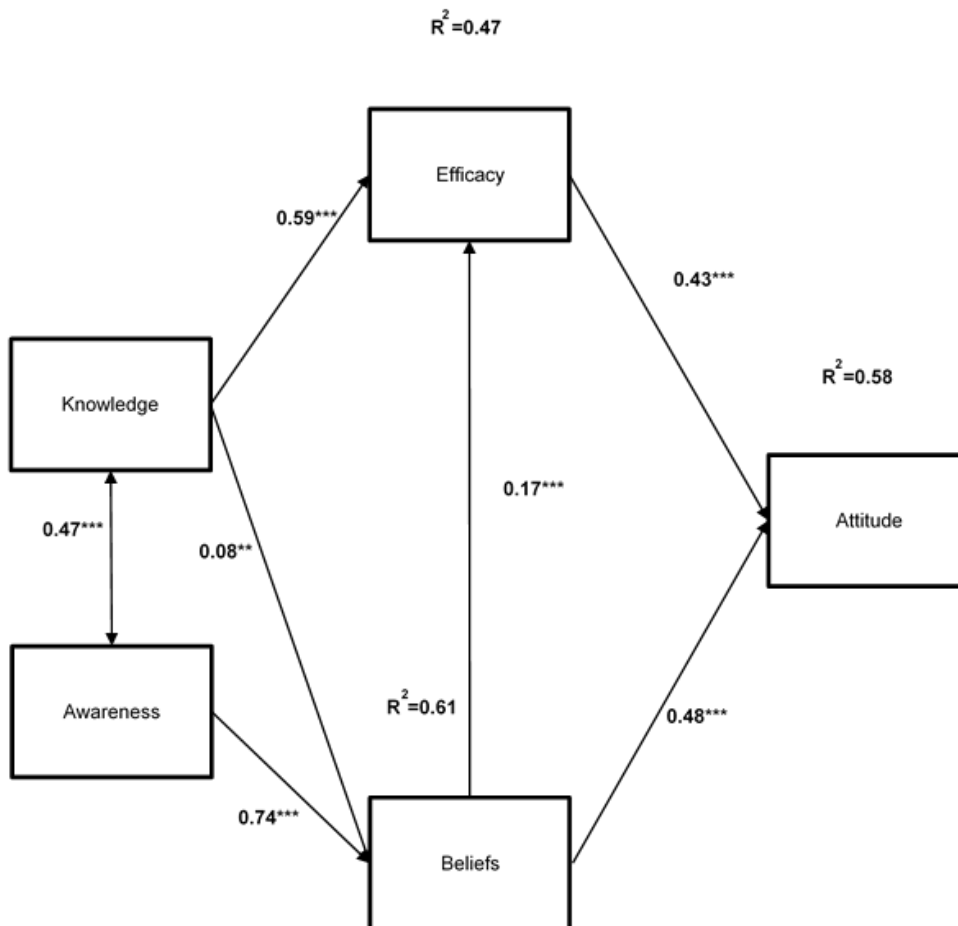 R²=0.47
Efficacy
0.59***
0.43***
R²=0.58
Knowledge
0.47***
0.08**
0.17***
Attitude
Awareness
R²=0.61
0.48***
0.74***
Beliefs